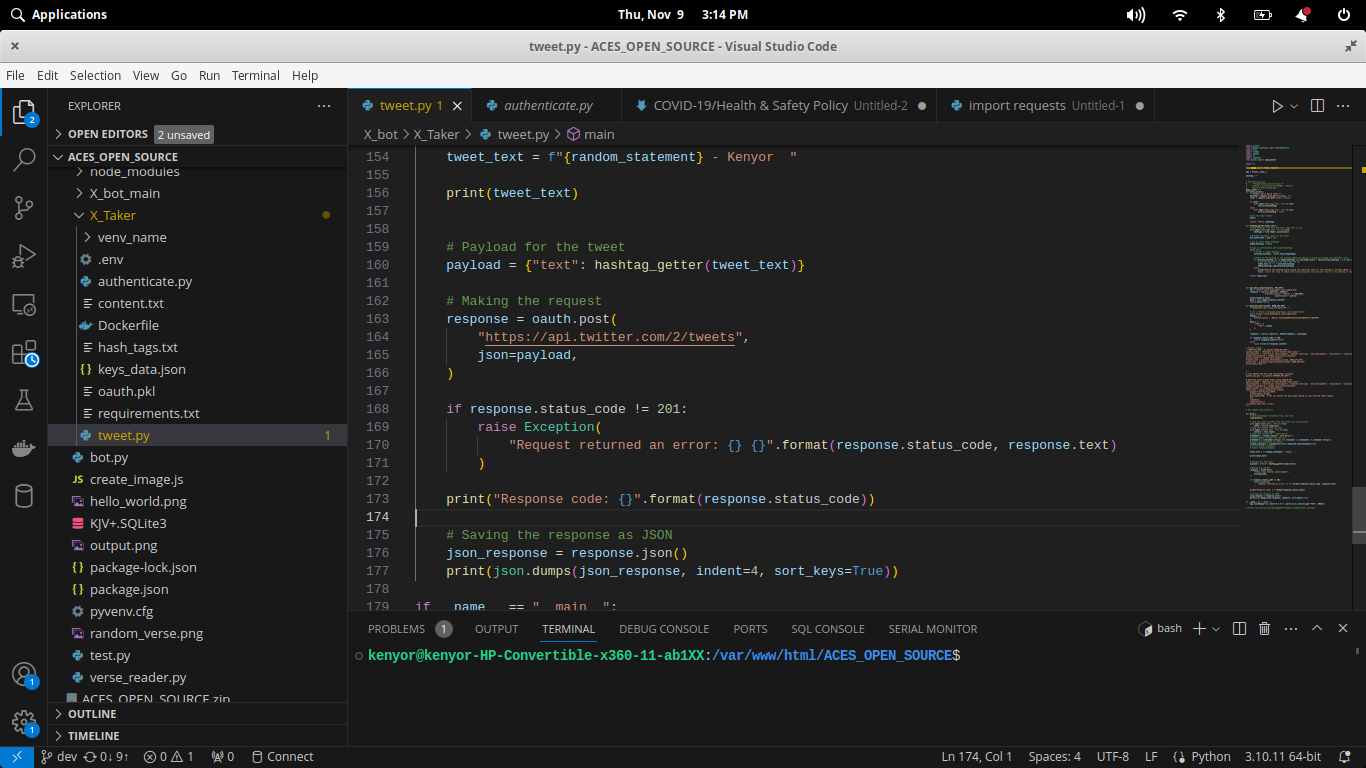 Applications
Thu, Nov 9 3:14 PM
tweet.py - ACES_OPEN_SOURCE - Visual Studio Code
File Edit Selection View Go Run Terminal Help
EXPLORER
OPEN EDITORS 2 unsaved
ACES_OPEN_SOURCE
node_modules
X_bot_main
X_Taker
venv_name
.env
authenticate.py
content.txt
Dockerfile
hash_tags.txt
keys_data.json
oauth.pkl
requirements.txt
tweet.py 1
bot.py
JS create_image.js
hello_world.png
KJV+.SQLite3
output.png
package-lock.json
package.json
pyvenv.cfg
random_verse.png
test.py
verse_reader.py
ACES_OPEN_SOURCE.zip
OUTLINE
TIMELINE
2
1
1
tweet.py 1 authenticate.py COVID-19/Health & Safety Policy Untitled-2 import requests Untitled-1
X_bot > X_Taker > tweet.py > main
154 tweet_text = f"{random_statement} - Kenyor "
155
156 print(tweet_text)
157
158
159 # Payload for the tweet
160 payload = {"text": hashtag_getter(tweet_text)}
161
162 # Making the request
163 response = oauth.post(
164 "https://api.twitter.com/2/tweets",
165 json=payload,
166 )
167
168 if response.status_code != 201:
169 raise Exception(
170 "Request returned an error: {} {}".format(response.status_code, response.text)
171 )
172
173 print("Response code: {}".format(response.status_code))
174
175 # Saving the response as JSON
176 json_response = response.json()
177 print(json.dumps(json_response, indent=4, sort_keys=True))
178
179 if __name__ == "__main__":
PROBLEMS 1 OUTPUT TERMINAL DEBUG CONSOLE PORTS SQL CONSOLE SERIAL MONITOR bash
kenyor@kenyor-HP-Convertible-x360-11-ab1XX:/var/www/html/ACES_OPEN_SOURCE$
dev 0↓ 9↑ 0 1 0 Connect Ln 174, Col 1 Spaces: 4 UTF-8 LF Python 3.10.11 64-bit